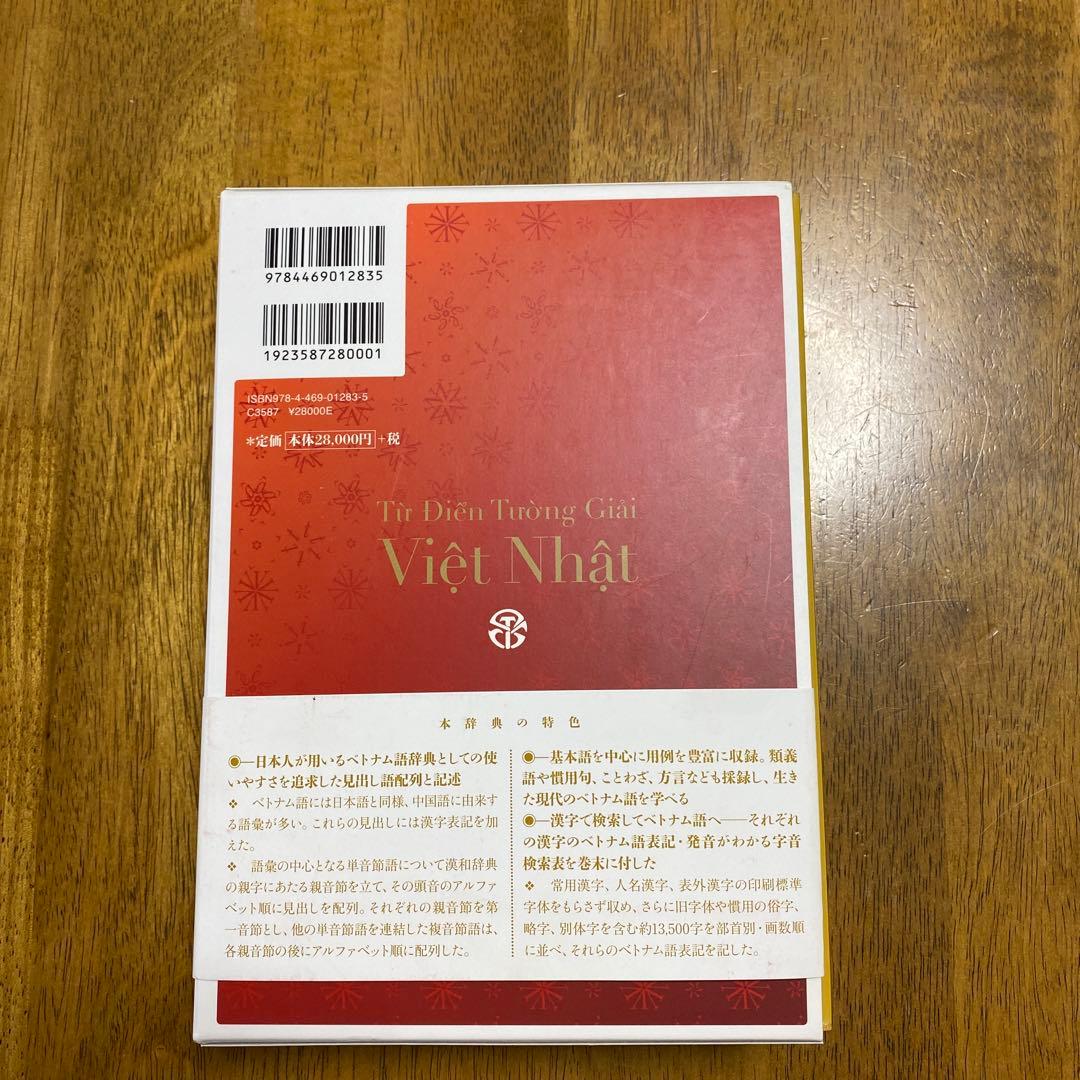 9784469012835
1923587280001
ISBN978-4-469-01283-5
C3587 ¥28000E
*定価 本体28,000円 +税
Từ Điển Tường Giải
Việt Nhật
本辞典の特色
◉—日本人が用いるベトナム語辞典としての使
いやすさを追求した見出し語配列と記述
❖ ベトナム語には日本語と同様、中国語に由来す
る語彙が多い。これらの見出しには漢字表記を加
えた。
❖ 語彙の中心となる単音節語について漢和辞典
の親字にあたる親音節を立て、その頭音のアルファ
ベット順に見出しを配列。それぞれの親音節を第
一音節とし、他の単音節語を連結した複音節語は、
各親音節の後にアルファベット順に配列した。
◉—基本語を中心に用例を豊富に収録。類義
語や慣用句、ことわざ、方言なども採録し、生き
た現代のベトナム語を学べる
◉—漢字で検索してベトナム語へ——それぞれ
の漢字のベトナム語表記・発音がわかる字音
検索表を巻末に付した
❖ 常用漢字、人名漢字、表外漢字の印刷標準
字体をもらさず収め、さらに旧字体や慣用の俗字、
略字、別体字を含む約13,500字を部首別・画数順
に並べ、それらのベトナム語表記を記した。